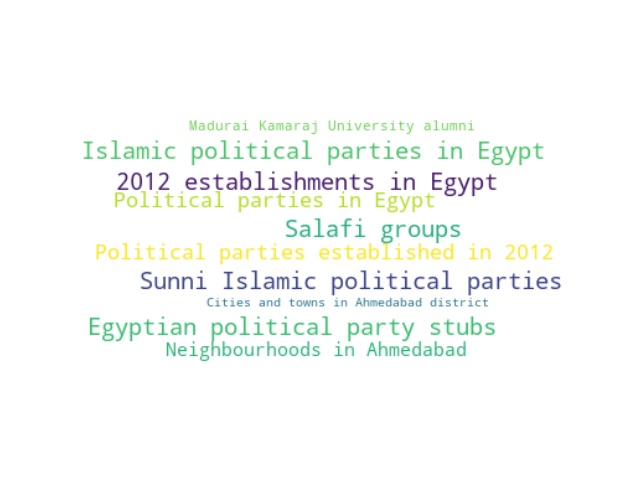 Madurai Kamaraj University alumni
Islamic political parties in Egypt
2012 establishments in Egypt
Political parties in Egypt
Salafi groups
Political parties established in 2012
Sunni Islamic political parties
Cities and towns in Ahmedabad district
Egyptian political party stubs
Neighbourhoods in Ahmedabad